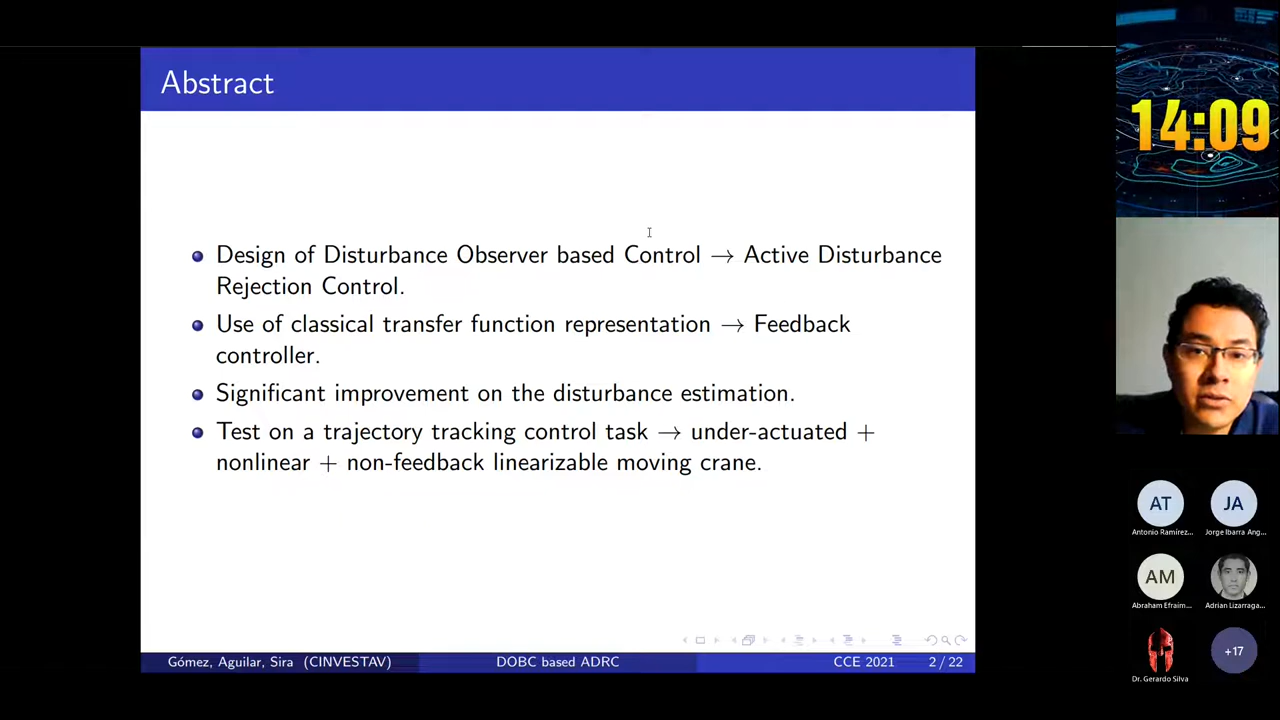 Abstract
14:09
Design of Disturbance Observer based Control → Active Disturbance
Rejection Control.
Use of classical transfer function representation → Feedback
controller.
Significant improvement on the disturbance estimation.
Test on a trajectory tracking control task → under-actuated +
nonlinear + non-feedback linearizable moving crane.
AT
JA
Antonio Ramirez...
Jorge Ibarra Ang...
AM
Abraham Efraim...
Adrian Lizarraga...
Dr. Gerardo Silva
+17
Gómez, Aguilar, Sira (CINVESTAV)
DOBC based ADRC
CCE 2021
2 / 22